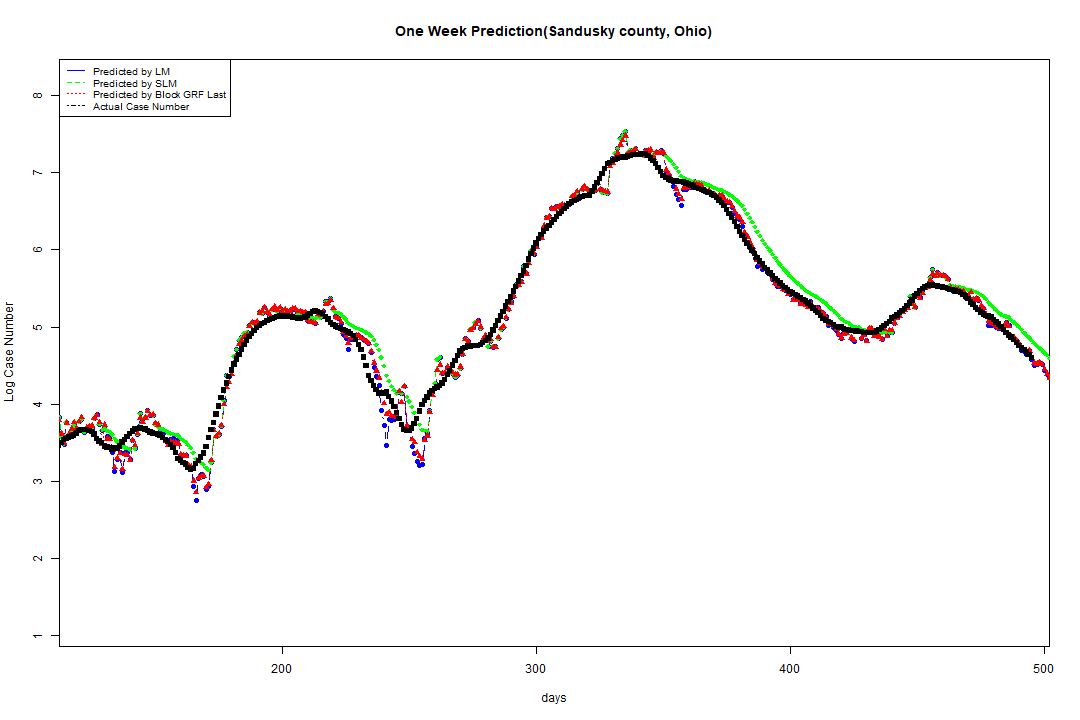 One Week Prediction(Sandusky county, Ohio)
Predicted by LM
Predicted by SLM
Predicted by Block GRF Last
Actual Case Number
8
7
6
5
4
3
2
1
Log Case Number
200
300
400
500
days